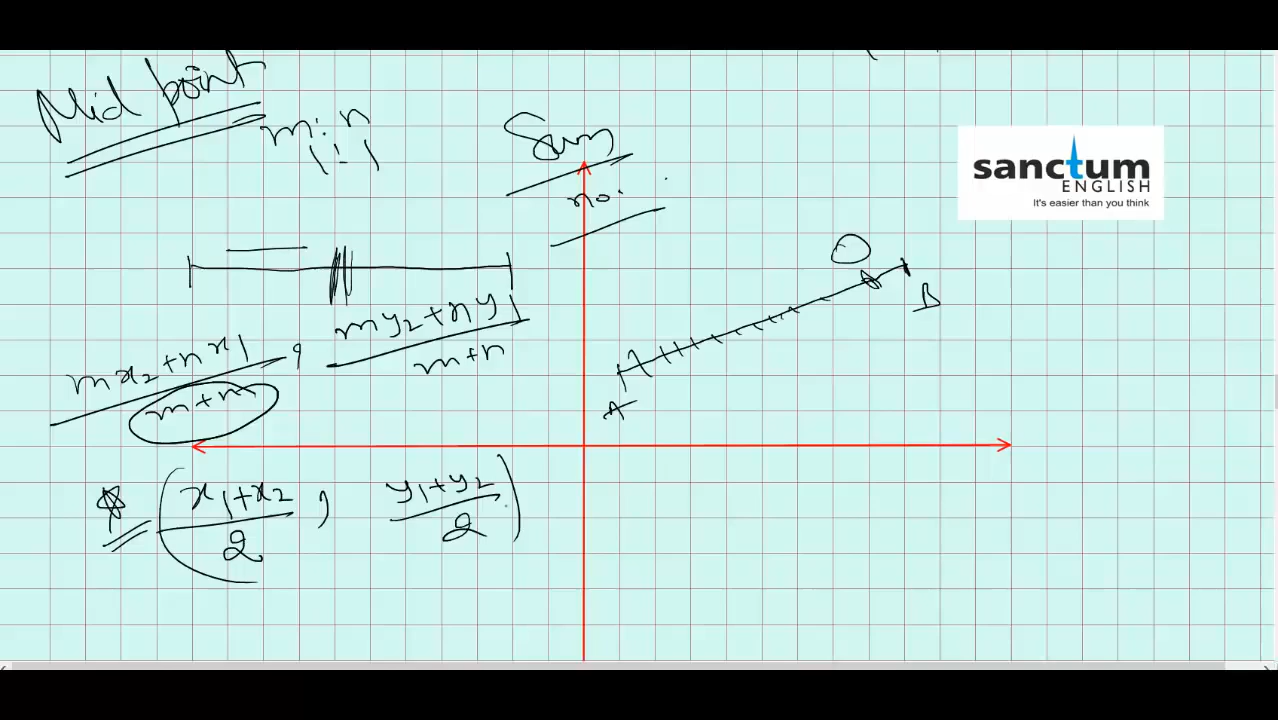 Mid point
m : n
1 : 1
Sum
no.
sanctum
ENGLISH
It's easier than you think
B
A
mx₂+nx₁ , my₂+ny₁
m+n m+n
(x₁+x₂ , y₁+y₂)
2 2